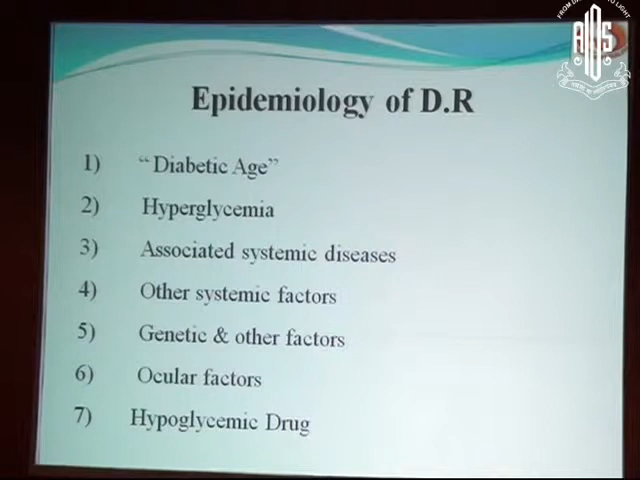 AIOS
Epidemiology of D.R
1) “Diabetic Age”
2) Hyperglycemia
3) Associated systemic diseases
4) Other systemic factors
5) Genetic & other factors
6) Ocular factors
7) Hypoglycemic Drug